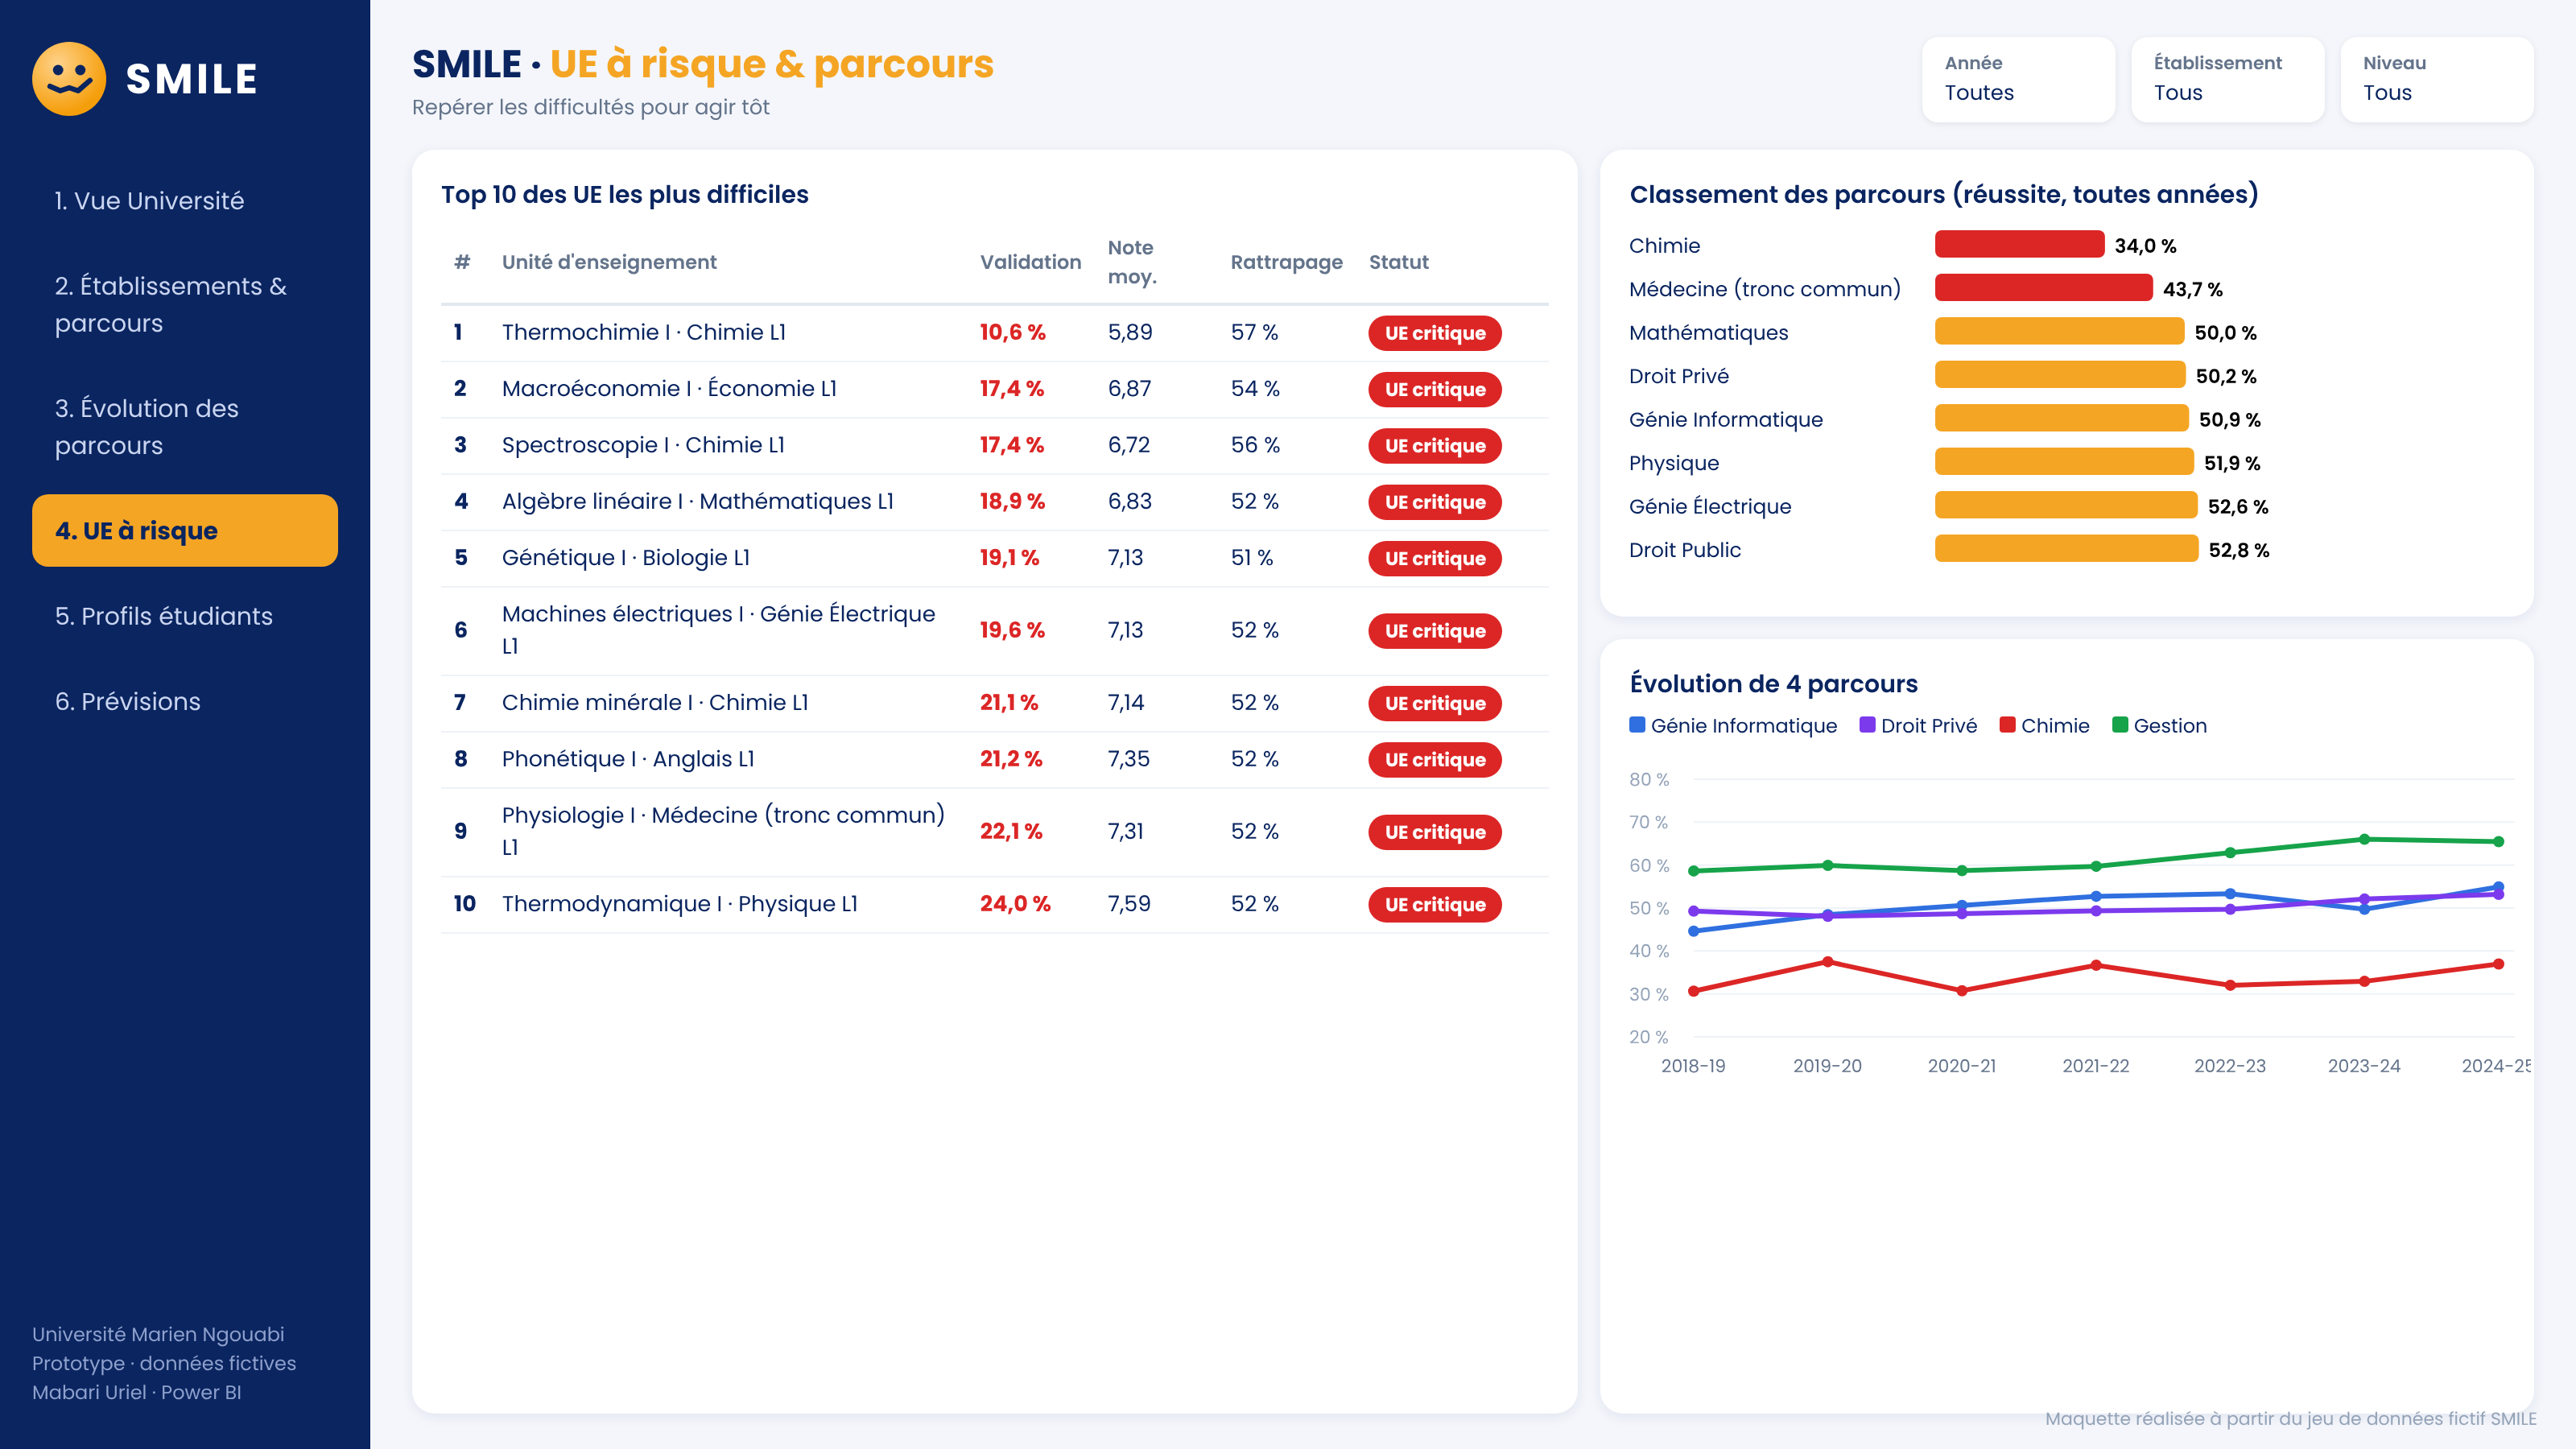 SMILE
1. Vue Université
2. Établissements &
parcours
3. Évolution des
parcours
4. UE à risque
5. Profils étudiants
6. Prévisions
Université Marien Ngouabi
Prototype · données fictives
Mabari Uriel · Power BI
SMILE · UE à risque & parcours
Repérer les difficultés pour agir tôt
Année
Toutes
Établissement
Tous
Niveau
Tous
Top 10 des UE les plus difficiles
# Unité d'enseignement Validation Note moy. Rattrapage Statut
1 Thermochimie I · Chimie L1 10,6 % 5,89 57 % UE critique
2 Macroéconomie I · Économie L1 17,4 % 6,87 54 % UE critique
3 Spectroscopie I · Chimie L1 17,4 % 6,72 56 % UE critique
4 Algèbre linéaire I · Mathématiques L1 18,9 % 6,83 52 % UE critique
5 Génétique I · Biologie L1 19,1 % 7,13 51 % UE critique
6 Machines électriques I · Génie Électrique L1 19,6 % 7,13 52 % UE critique
7 Chimie minérale I · Chimie L1 21,1 % 7,14 52 % UE critique
8 Phonétique I · Anglais L1 21,2 % 7,35 52 % UE critique
9 Physiologie I · Médecine (tronc commun) L1 22,1 % 7,31 52 % UE critique
10 Thermodynamique I · Physique L1 24,0 % 7,59 52 % UE critique
Classement des parcours (réussite, toutes années)
Chimie 34,0 %
Médecine (tronc commun) 43,7 %
Mathématiques 50,0 %
Droit Privé 50,2 %
Génie Informatique 50,9 %
Physique 51,9 %
Génie Électrique 52,6 %
Droit Public 52,8 %
Évolution de 4 parcours
Génie Informatique Droit Privé Chimie Gestion
80 %
70 %
60 %
50 %
40 %
30 %
20 %
2018-19 2019-20 2020-21 2021-22 2022-23 2023-24 2024-25
Maquette réalisée à partir du jeu de données fictif SMILE